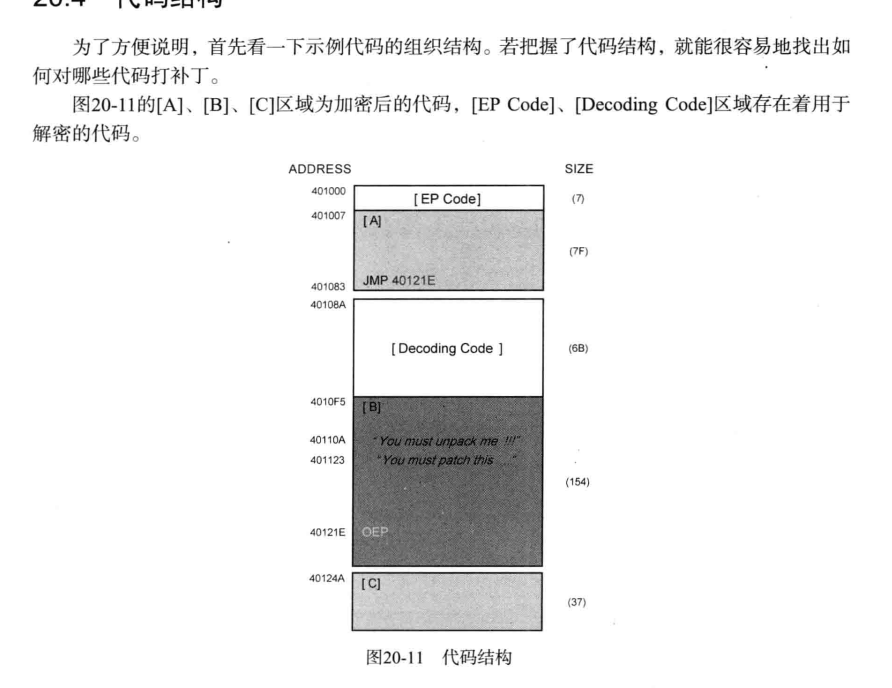 20.4 代码结构
为了方便说明，首先看一下示例代码的组织结构。若把握了代码结构，就能很容易地找出如
何对哪些代码打补丁。
图20-11的[A]、[B]、[C]区域为加密后的代码，[EP Code]、[Decoding Code]区域存在着用于
解密的代码。
ADDRESS SIZE
401000 [ EP Code] (7)
401007 [ A]
(7F)
401083 JMP 40121E
40108A
[ Decoding Code ] (6B)
4010F5 [ B]
40110A “ You must unpack me !!!”
401123 “ You must patch this ...”
(154)
40121E OEP
40124A [ C]
(37)
图20-11 代码结构